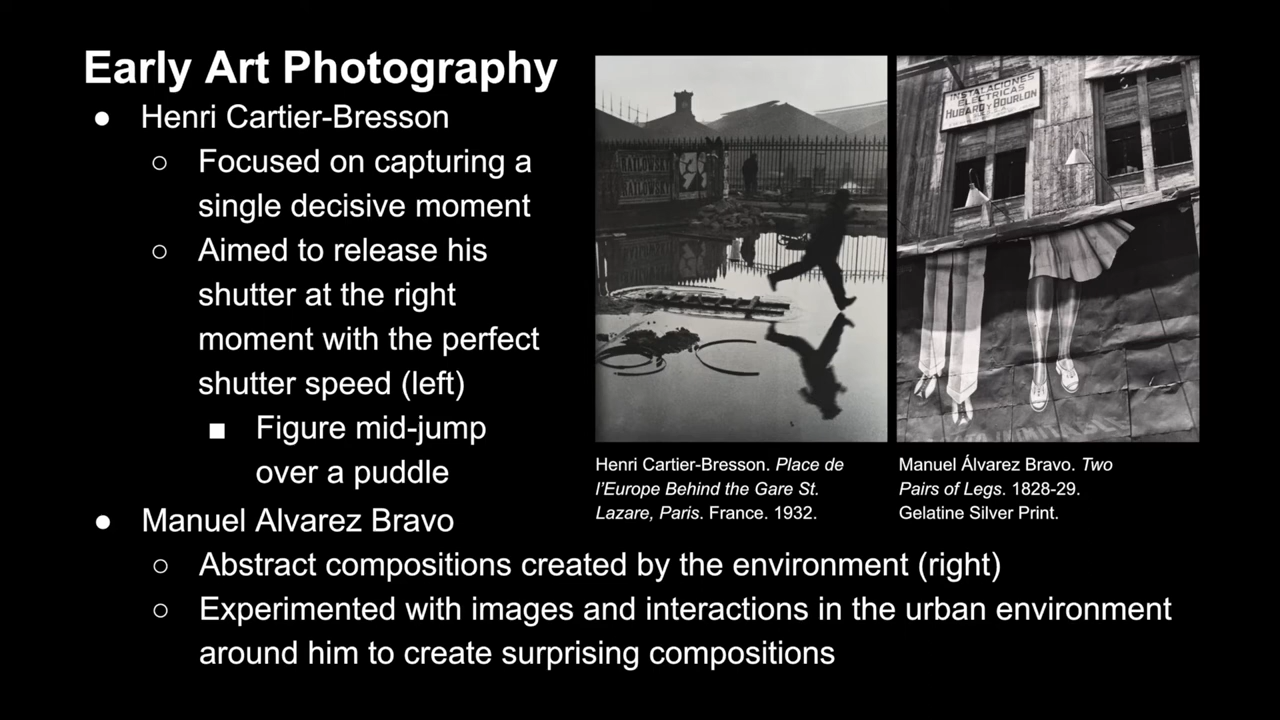 Early Art Photography
● Henri Cartier-Bresson
○ Focused on capturing a
single decisive moment
○ Aimed to release his
shutter at the right
moment with the perfect
shutter speed (left)
■ Figure mid-jump
over a puddle
● Manuel Alvarez Bravo
○ Abstract compositions created by the environment (right)
○ Experimented with images and interactions in the urban environment
around him to create surprising compositions
RAILOWSKY
INSTALACIONES
ELECTRICAS
HUBARD Y BOURLON
Henri Cartier-Bresson. Place de
l'Europe Behind the Gare St.
Lazare, Paris. France. 1932.
Manuel Álvarez Bravo. Two
Pairs of Legs. 1828-29.
Gelatine Silver Print.